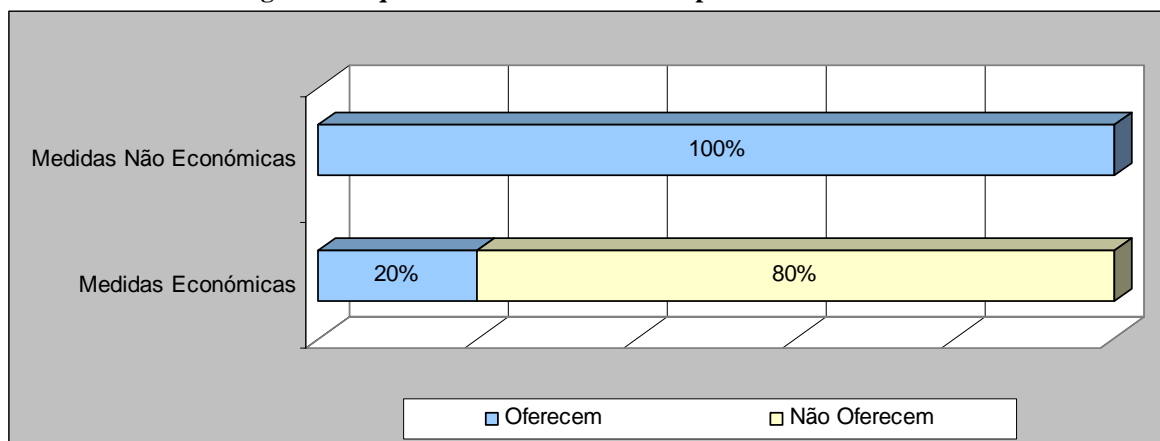 Medidas Não Económicas
100%
Medidas Económicas
20%
80%
Oferecem
Não Oferecem